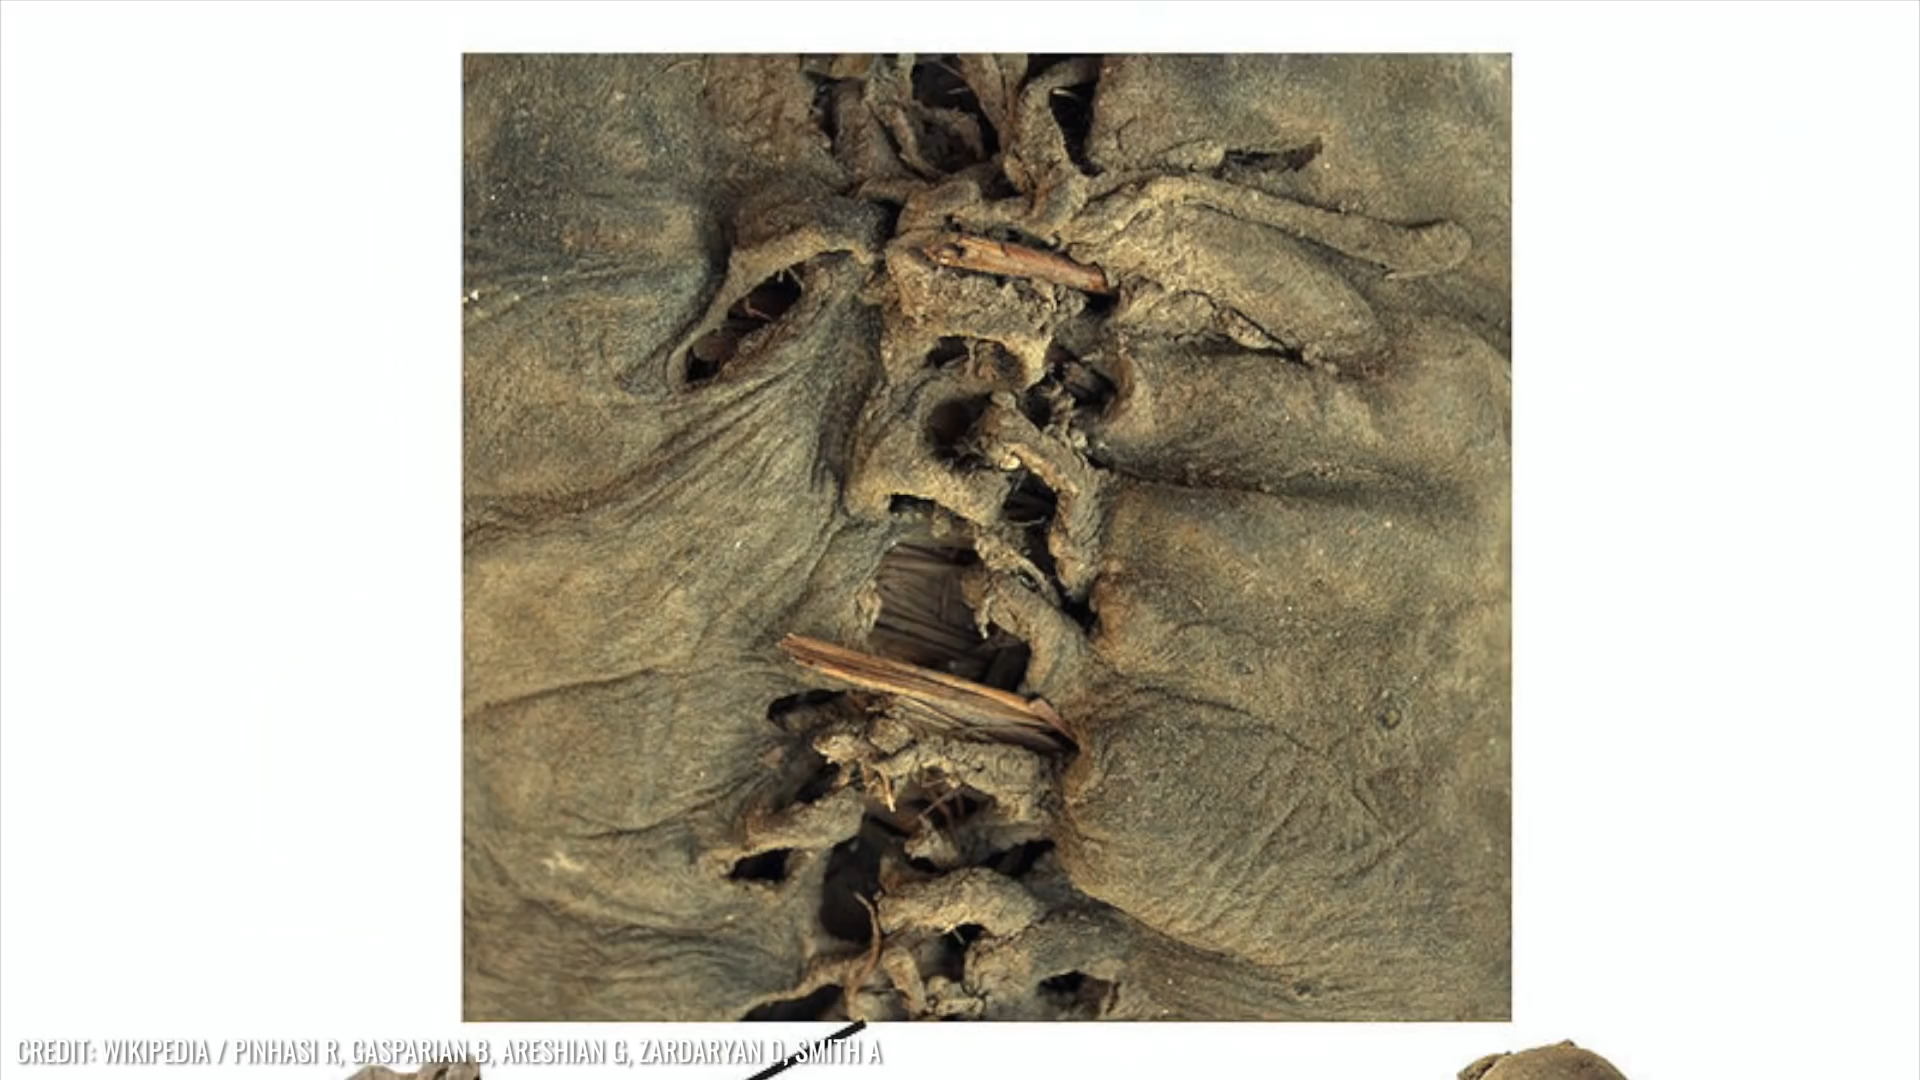 CREDIT: WIKIPEDIA / PINHASI R, GASPARIAN B, ARESHIAN G, ZARDARYAN D, SMITH A